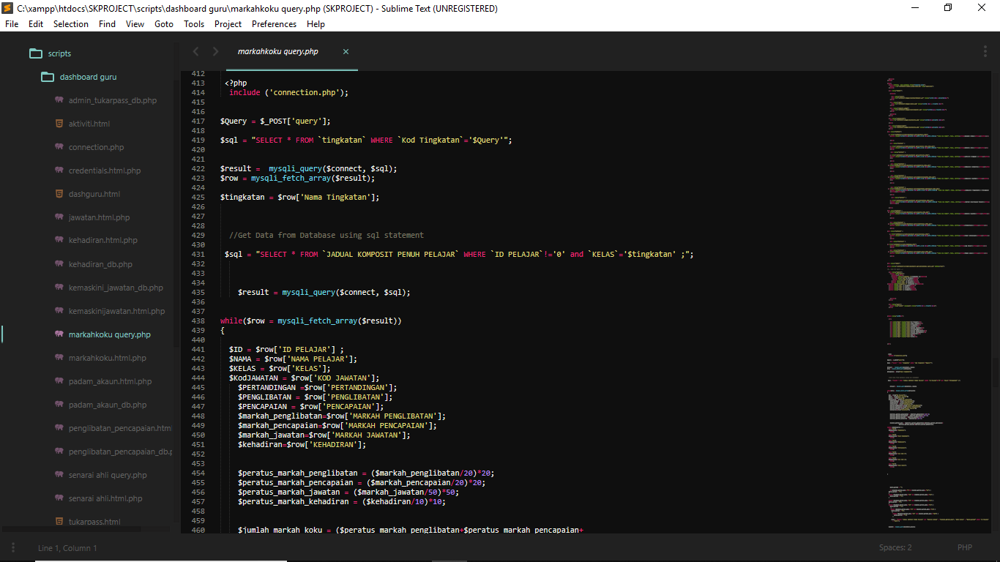 C:\xampp\htdocs\SKPROJECT\scripts\dashboard guru\markahkoku query.php (SKPROJECT) - Sublime Text (UNREGISTERED)
File Edit Selection Find View Goto Tools Project Preferences Help
scripts
dashboard guru
admin_tukarpass_db.php
aktiviti.html
connection.php
credentials.html.php
dashguru.html
jawatan.html.php
kehadiran.html.php
kehadiran_db.php
kemaskini_jawatan_db.php
kemaskinijawatan.html.php
markahkoku query.php
markahkoku.html.php
padam_akaun.html.php
padam_akaun_db.php
penglibatan_pencapaian.html
penglibatan_pencapaian_db.p
senarai ahli query.php
senarai ahli.html.php
tukarpass.html
markahkoku query.php
412
413 <?php
414 include ('connection.php');
415
416
417 $Query = $_POST['query'];
418
419 $sql = "SELECT * FROM `tingkatan` WHERE `Kod Tingkatan`='$Query'";
420
421
422 $result =  mysqli_query($connect, $sql);
423 $row = mysqli_fetch_array($result);
424
425 $tingkatan = $row['Nama Tingkatan'];
426
427
428
429 //Get Data from Database using sql statement
430
431 $sql = "SELECT * FROM `JADUAL KOMPOSIT PENUH PELAJAR` WHERE `ID PELAJAR`!='0' and `KELAS`='$tingkatan' ;";
432
433
434
435 $result = mysqli_query($connect, $sql);
436
437
438 while($row = mysqli_fetch_array($result))
439 {
440
441 $ID = $row['ID PELAJAR'] ;
442 $NAMA = $row['NAMA PELAJAR'];
443 $KELAS = $row['KELAS'];
444 $KodJAWATAN = $row['KOD JAWATAN'];
445 $PERTANDINGAN =$row['PERTANDINGAN'];
446 $PENGLIBATAN = $row['PENGLIBATAN'];
447 $PENCAPAIAN = $row['PENCAPAIAN'];
448 $markah_penglibatan=$row['MARKAH PENGLIBATAN'];
449 $markah_pencapaian=$row['MARKAH PENCAPAIAN'];
450 $markah_jawatan=$row['MARKAH JAWATAN'];
451 $kehadiran=$row['KEHADIRAN'];
452
453
454 $peratus_markah_penglibatan = ($markah_penglibatan/20)*20;
455 $peratus_markah_pencapaian = ($markah_pencapaian/20)*20;
456 $peratus_markah_jawatan = ($markah_jawatan/50)*50;
457 $peratus_markah_kehadiran = ($kehadiran/10)*10;
458
459
460 $jumlah_markah_koku = ($peratus_markah_penglibatan+$peratus_markah_pencapaian+
Line 1, Column 1
Spaces: 2
PHP